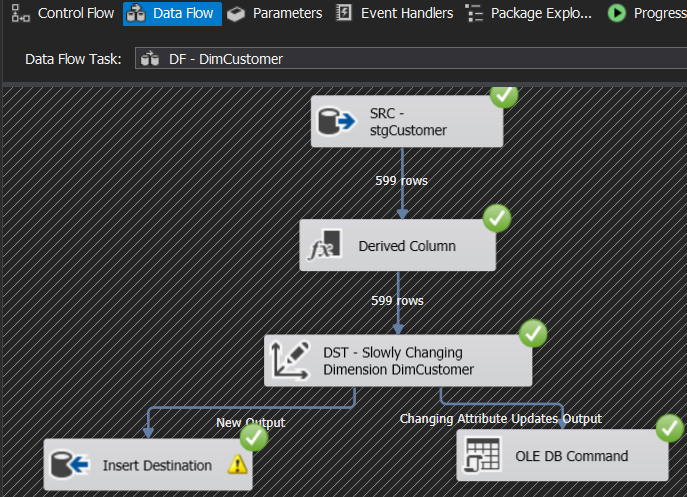 Control Flow
Data Flow
Parameters
Event Handlers
Package Explo...
Progress
Data Flow Task:
DF - DimCustomer
SRC -
stgCustomer
599 rows
fx
Derived Column
599 rows
DST - Slowly Changing
Dimension DimCustomer
New Output
Changing Attribute Updates Output
Insert Destination
OLE DB Command